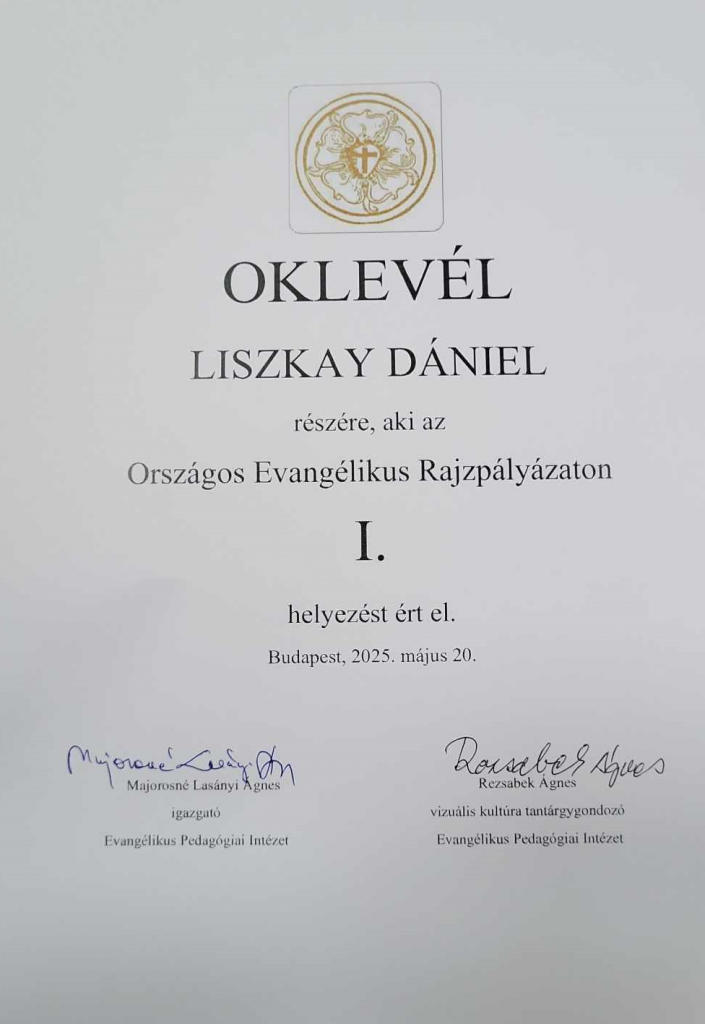 OKLEVÉL
LISZKAY DÁNIEL
részére, aki az
Országos Evangélikus Rajzpályázaton
I.
helyezést ért el.
Budapest, 2025. május 20.
Majorosné Lasányi Ágnes Rezsabek Ágnes
Majorosné Lasányi Ágnes
igazgató
Evangélikus Pedagógiai Intézet
Rezsabek Ágnes
vizuális kultúra tantárgygondozó
Evangélikus Pedagógiai Intézet